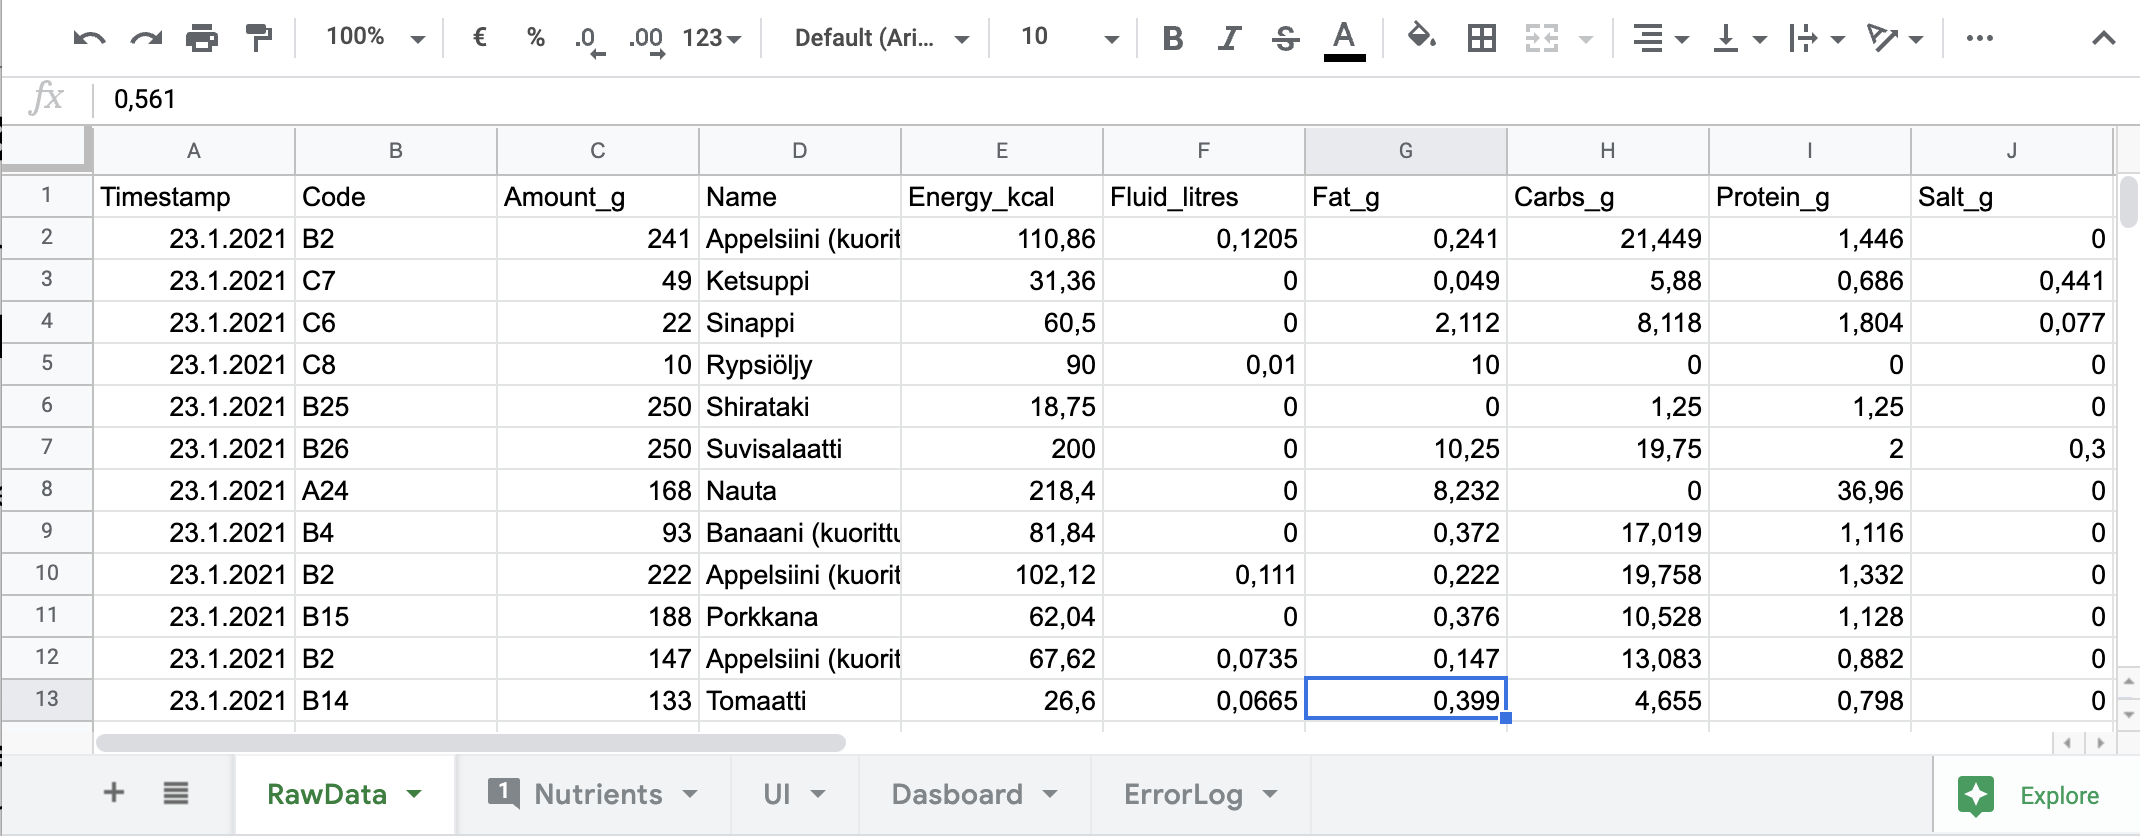 100% € % .0 .00 123 Default (Ari... 10 B I S A
fx 0,561
A B C D E F G H I J
1 Timestamp Code Amount_g Name Energy_kcal Fluid_litres Fat_g Carbs_g Protein_g Salt_g
2 23.1.2021 B2 241 Appelsiini (kuorit 110,86 0,1205 0,241 21,449 1,446 0
3 23.1.2021 C7 49 Ketsuppi 31,36 0 0,049 5,88 0,686 0,441
4 23.1.2021 C6 22 Sinappi 60,5 0 2,112 8,118 1,804 0,077
5 23.1.2021 C8 10 Rypsiöljy 90 0,01 10 0 0 0
6 23.1.2021 B25 250 Shirataki 18,75 0 0 1,25 1,25 0
7 23.1.2021 B26 250 Suvisalaatti 200 0 10,25 19,75 2 0,3
8 23.1.2021 A24 168 Nauta 218,4 0 8,232 0 36,96 0
9 23.1.2021 B4 93 Banaani (kuorittu 81,84 0 0,372 17,019 1,116 0
10 23.1.2021 B2 222 Appelsiini (kuorit 102,12 0,111 0,222 19,758 1,332 0
11 23.1.2021 B15 188 Porkkana 62,04 0 0,376 10,528 1,128 0
12 23.1.2021 B2 147 Appelsiini (kuorit 67,62 0,0735 0,147 13,083 0,882 0
13 23.1.2021 B14 133 Tomaatti 26,6 0,0665 0,399 4,655 0,798 0
RawData 1 Nutrients UI Dasboard ErrorLog Explore